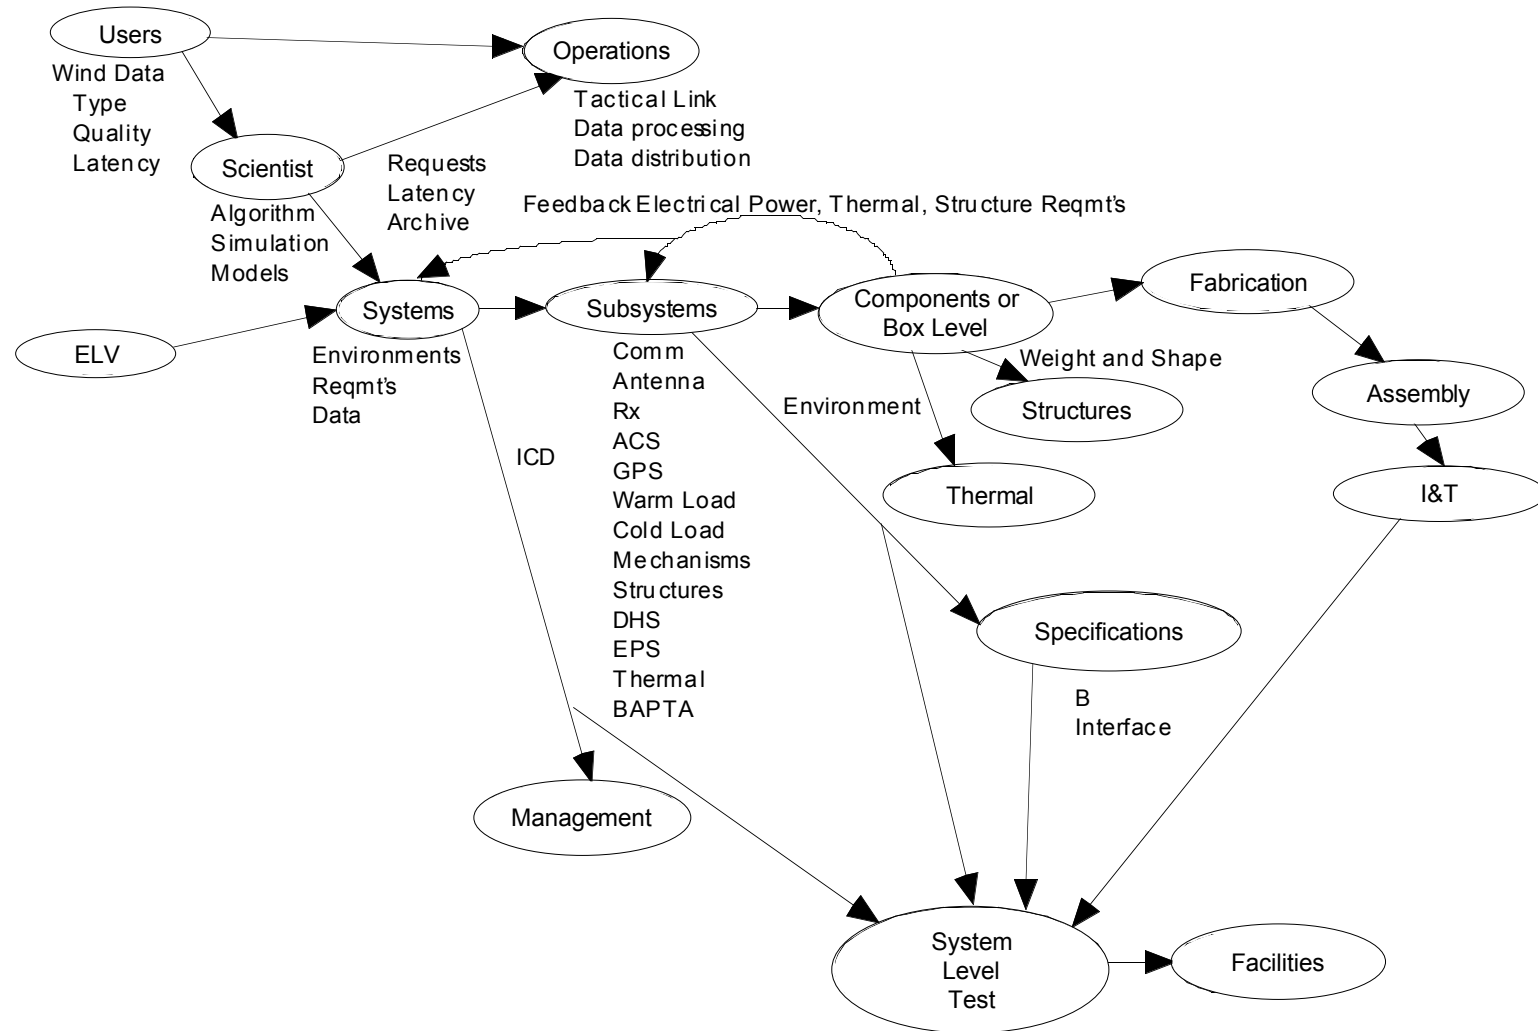 Users
Wind Data
Type
Quality
Latency
Operations
Tactical Link
Data processing
Data distribution
Scientist
Algorithm
Simulation
Models
Requests
Latency
Archive
Feedback Electrical Power, Thermal, Structure Reqmt's
ELV
Systems
Environments
Reqmt's
Data
Subsystems
Comm
Antenna
Rx
ACS
GPS
Warm Load
Cold Load
Mechanisms
Structures
DHS
EPS
Thermal
BAPTA
Components or
Box Level
Fabrication
Weight and Shape
Structures
Assembly
Environment
Thermal
I&T
ICD
Specifications
B
Interface
Management
System
Level
Test
Facilities